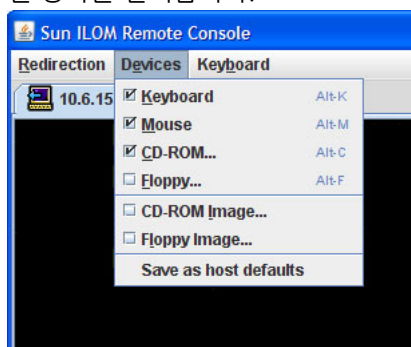 Sun ILOM Remote Console
Redirection Devices Keyboard
10.6.15
Keyboard Alt-K
Mouse Alt-M
CD-ROM... Alt-C
Floppy... Alt-F
CD-ROM Image...
Floppy Image...
Save as host defaults